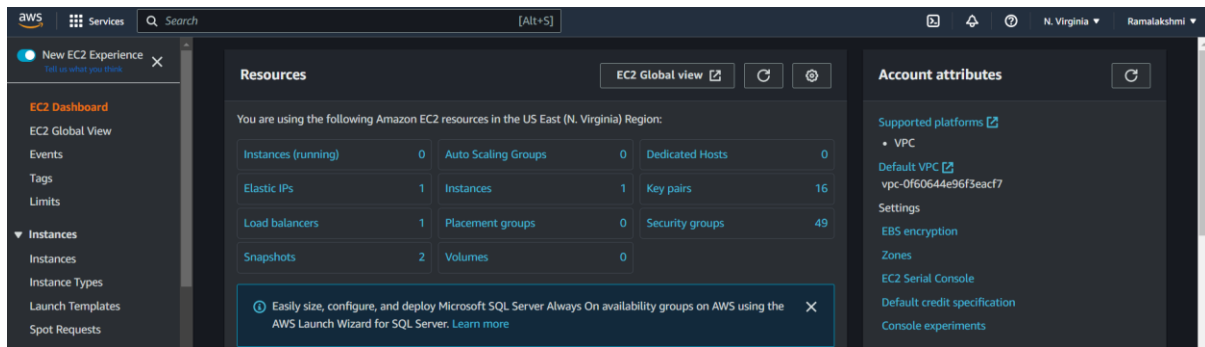 aws Services Search [Alt+S] N. Virginia ▼ Ramalakshmi ▼
New EC2 Experience
Tell us what you think
EC2 Dashboard
EC2 Global View
Events
Tags
Limits
▼ Instances
Instances
Instance Types
Launch Templates
Spot Requests
Resources
EC2 Global view
You are using the following Amazon EC2 resources in the US East (N. Virginia) Region:
Instances (running) 0 Auto Scaling Groups 0 Dedicated Hosts 0
Elastic IPs 1 Instances 1 Key pairs 16
Load balancers 1 Placement groups 0 Security groups 49
Snapshots 2 Volumes 0
Easily size, configure, and deploy Microsoft SQL Server Always On availability groups on AWS using the
AWS Launch Wizard for SQL Server. Learn more
Account attributes
Supported platforms
• VPC
Default VPC
vpc-0f60644e96f3eacf7
Settings
EBS encryption
Zones
EC2 Serial Console
Default credit specification
Console experiments